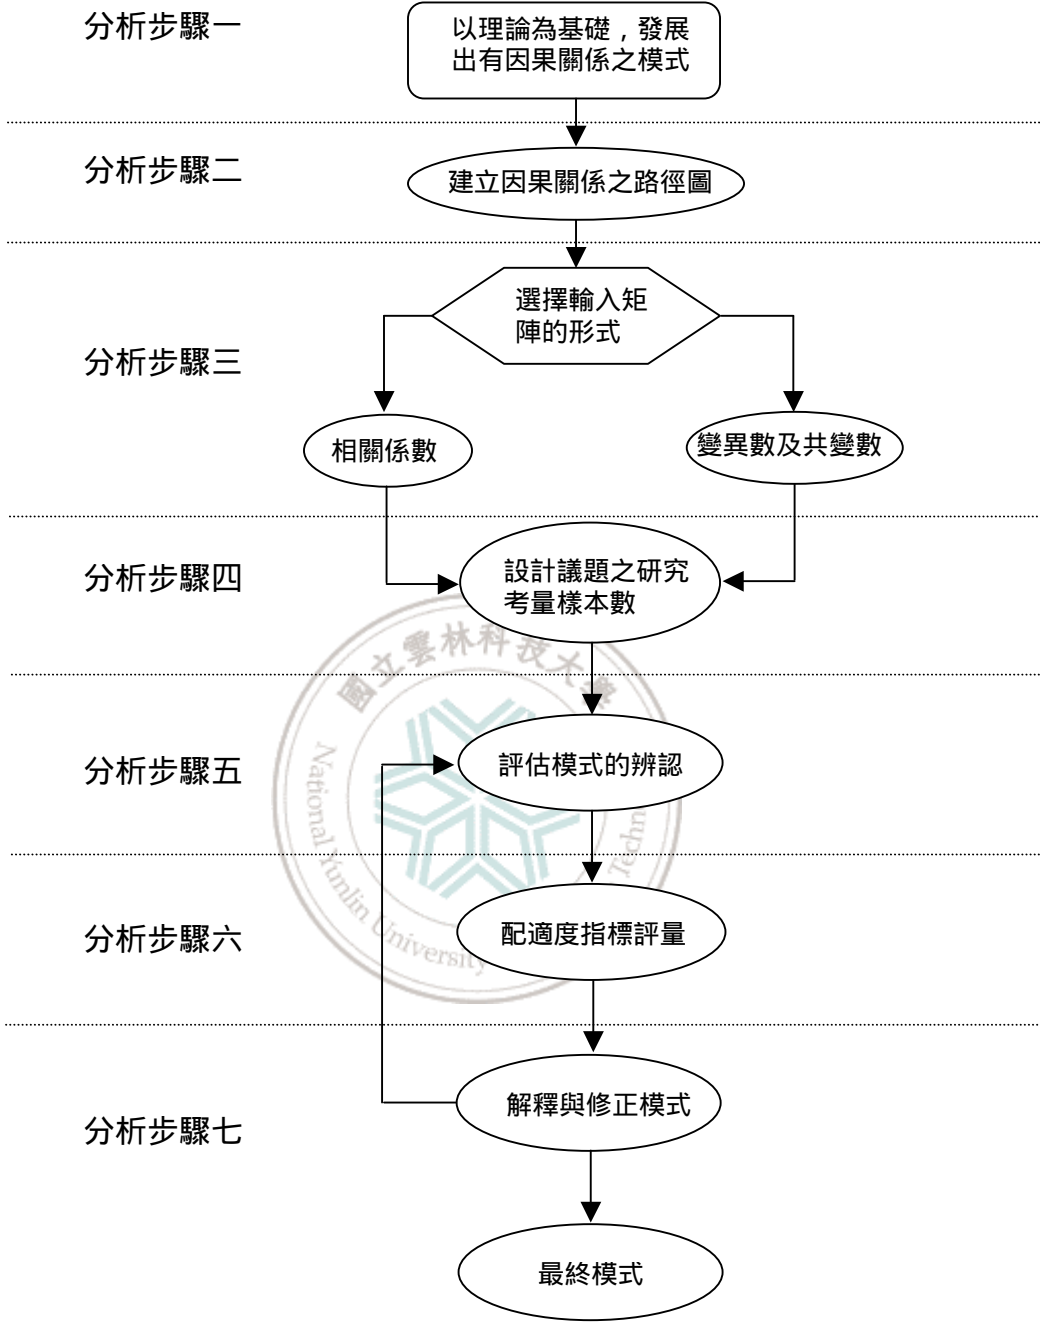 分析步驟一
以理論為基礎，發展
出有因果關係之模式
分析步驟二
建立因果關係之路徑圖
選擇輸入矩
陣的形式
分析步驟三
相關係數
變異數及共變數
分析步驟四
設計議題之研究
考量樣本數
國立雲林科技大學
分析步驟五
評估模式的辨認
National Yunlin University
Techn
分析步驟六
配適度指標評量
解釋與修正模式
分析步驟七
最終模式